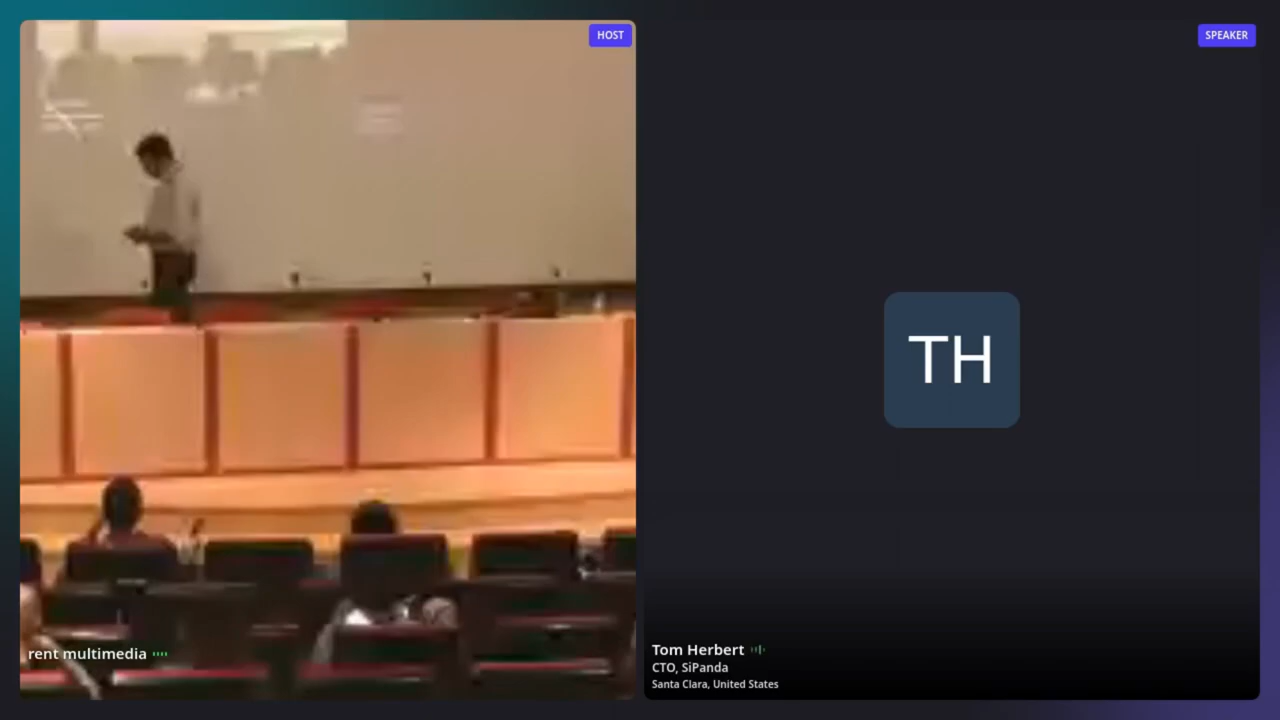 HOST
rent multimedia
SPEAKER
TH
Tom Herbert
CTO, SiPanda
Santa Clara, United States